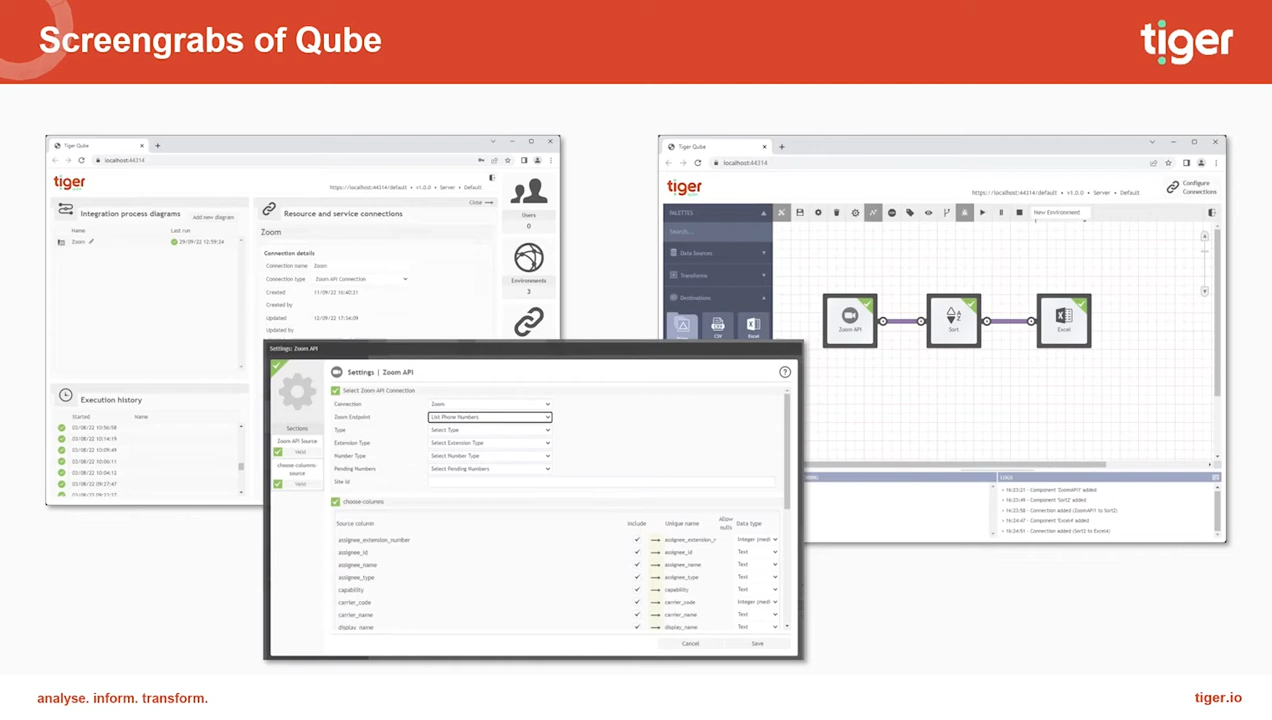 Screengrabs of Qube
tiger
Tiger Qube
localhost:44314
tiger
https://localhost:44314/default • v1.0.0 • Server • Default
Integration process diagrams
Add new diagram
Name
Last run
Zoom
29/09/22 12:59:24
Close
Resource and service connections
Zoom
Connection details
Connection name Zoom
Connection type Zoom API Connection
Created 11/09/22 16:40:21
Created by
Updated 12/09/22 17:54:09
Updated by
Users
0
Environments
3
Execution history
Started Name
03/08/22 10:56:58
03/08/22 10:14:19
03/08/22 10:09:49
03/08/22 10:06:11
03/08/22 10:04:12
03/08/22 09:27:47
Settings: Zoom API
Settings | Zoom API
Sections
Zoom API Source
Valid
choose-columns-
source
Valid
Select Zoom API Connection
Connection Zoom
Zoom Endpoint List Phone Numbers
Type Select Type
Extension Type Select Extension Type
Number Type Select Number Type
Pending Numbers Select Pending Numbers
Site Id
choose-columns
Source column Include Unique name Allow nulls Data type
assignee_extension_number assignee_extension_r Integer (medi
assignee_id assignee_id Text
assignee_name assignee_name Text
assignee_type assignee_type Text
capability capability Text
carrier_code carrier_code Integer (medi
carrier_name carrier_name Text
display_name display_name Text
Cancel Save
Tiger Qube
localhost:44314
tiger
https://localhost:44314/default • v1.0.0 • Server • Default
Configure
Connections
PALETTES
New Environment
Search...
Data Sources
Transforms
Destinations
CSV
Excel
Zoom API
Sort
Excel
LOGS
16:23:21 - Component 'ZoomAPI1' added
16:23:49 - Component 'Sort2' added
16:23:58 - Connection added (ZoomAPI1 to Sort2)
16:24:47 - Component 'Excel4' added
16:24:51 - Connection added (Sort2 to Excel4)
analyse. inform. transform.
tiger.io